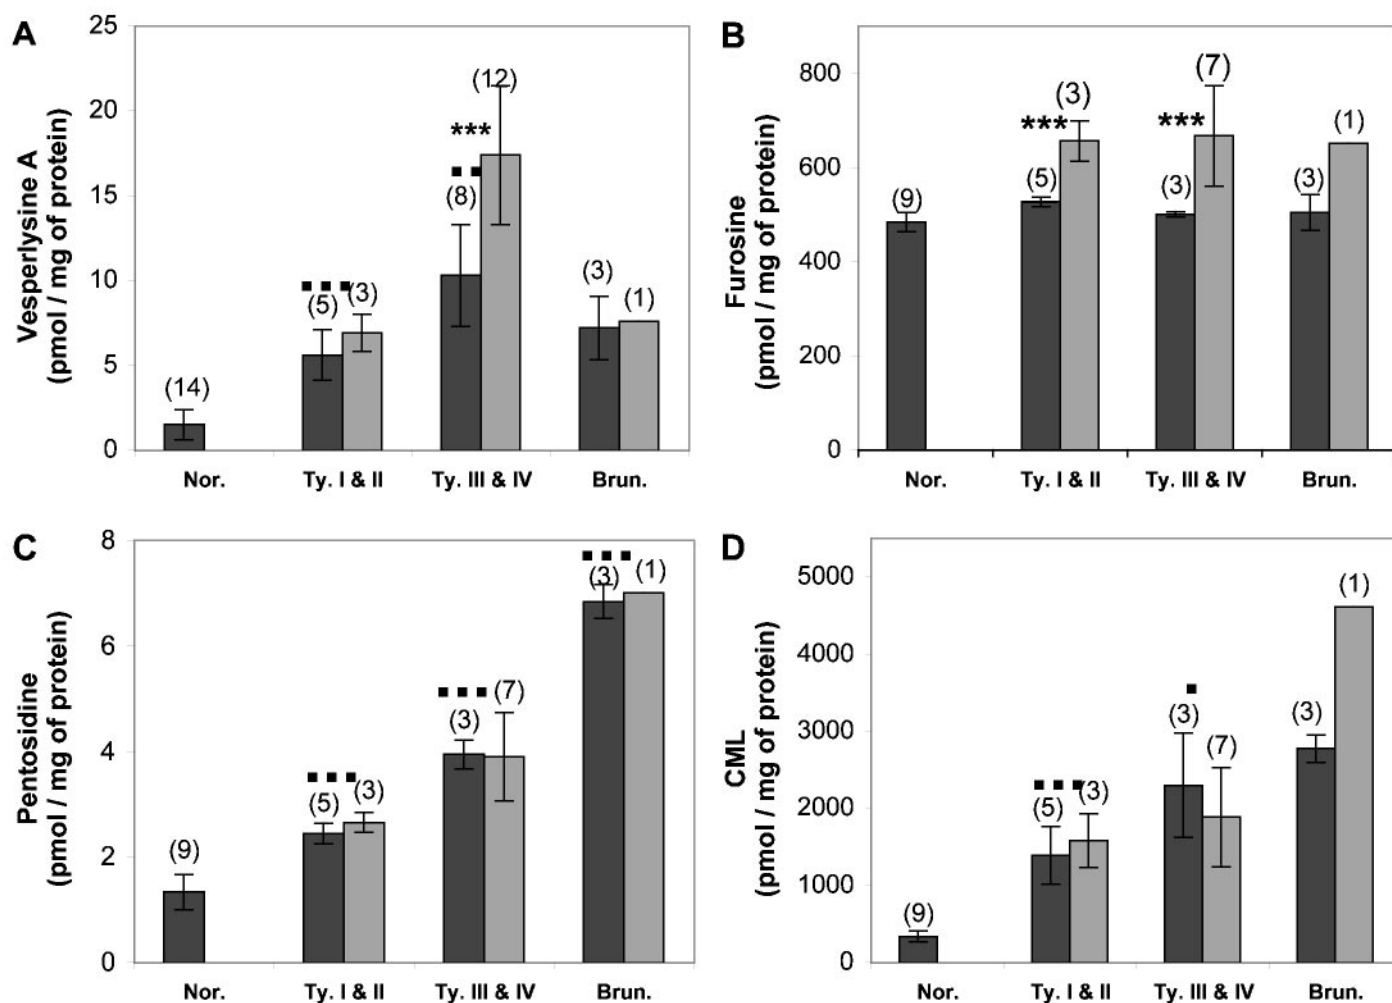 A
Vesperlysine A
(pmol / mg of protein)
25
20
15
10
5
0
(14)
(5)
(3)
***
(8)
(12)
(3)
(1)
Nor.
Ty. I & II
Ty. III & IV
Brun.
B
Furosine
(pmol / mg of protein)
800
600
400
200
0
(9)
(5)
***
(3)
(3)
***
(7)
(3)
(1)
Nor.
Ty. I & II
Ty. III & IV
Brun.
C
Pentosidine
(pmol / mg of protein)
8
6
4
2
0
(9)
(5)
(3)
(3)
(7)
(3)
(1)
Nor.
Ty. I & II
Ty. III & IV
Brun.
D
CML
(pmol / mg of protein)
5000
4000
3000
2000
1000
0
(9)
(5)
(3)
(3)
(7)
(3)
(1)
Nor.
Ty. I & II
Ty. III & IV
Brun.